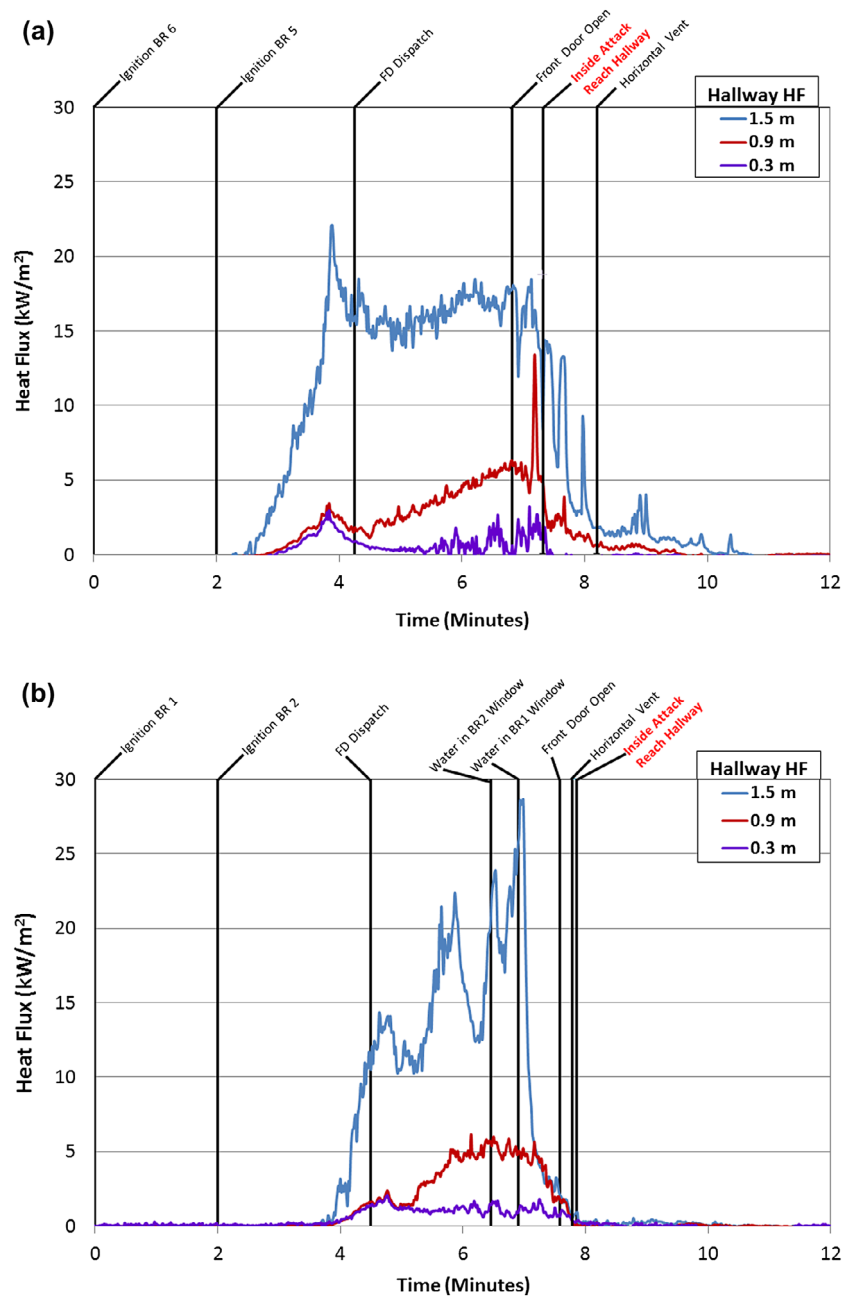 (a)
Ignition BR 6
Ignition BR 5
FD Dispatch
Front Door Open
Inside Attack
Reach Hallway
Horizontal Vent
Hallway HF
1.5 m
0.9 m
0.3 m
30
25
20
15
10
5
0
Heat Flux (kW/m²)
0 2 4 6 8 10 12
Time (Minutes)
(b)
Ignition BR 1
Ignition BR 2
FD Dispatch
Water in BR2 Window
Water in BR1 Window
Front Door Open
Horizontal Vent
Inside Attack
Reach Hallway
Hallway HF
1.5 m
0.9 m
0.3 m
30
25
20
15
10
5
0
Heat Flux (kW/m²)
0 2 4 6 8 10 12
Time (Minutes)